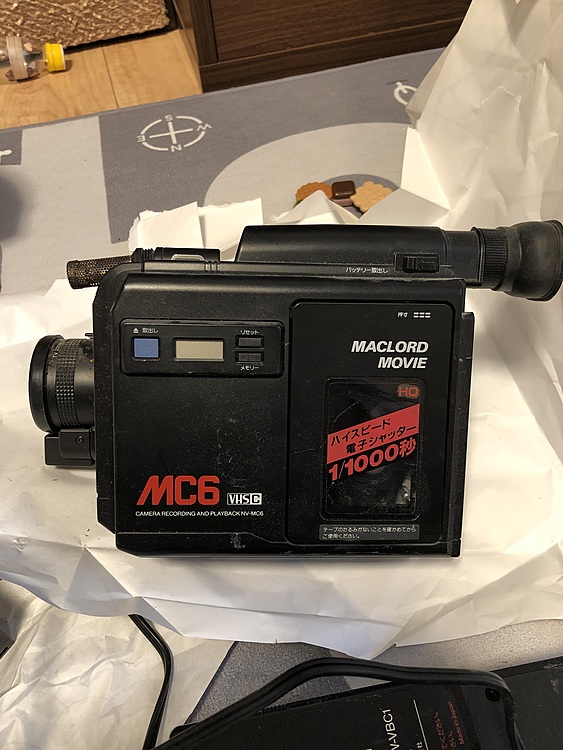 S
W
E
N
バッテリー取出し
押す
▲ 取出し
リセット
メモリー
MACLORD
MOVIE
HQ
ハイスピード
電子シャッター
1/1000秒
MC6 VHS C
CAMERA RECORDING AND PLAYBACK NV-MC6
テープのたるみがないことを確かめてから
ご使用ください。
V-VBC1
Made in Japan